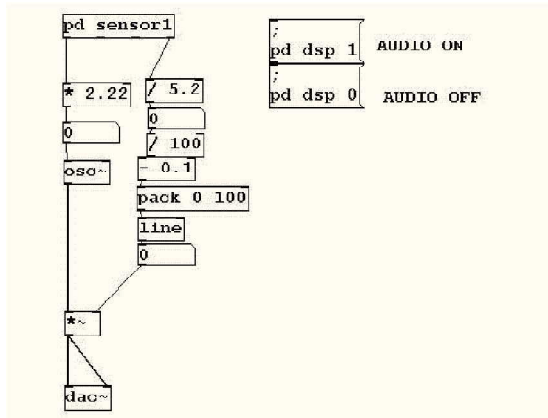 pd sensor1
* 2.22
/ 5.2
0
0
/ 100
osc~
- 0.1
pack 0 100
line
0
*~
dac~
;
pd dsp 1
AUDIO ON
;
pd dsp 0
AUDIO OFF